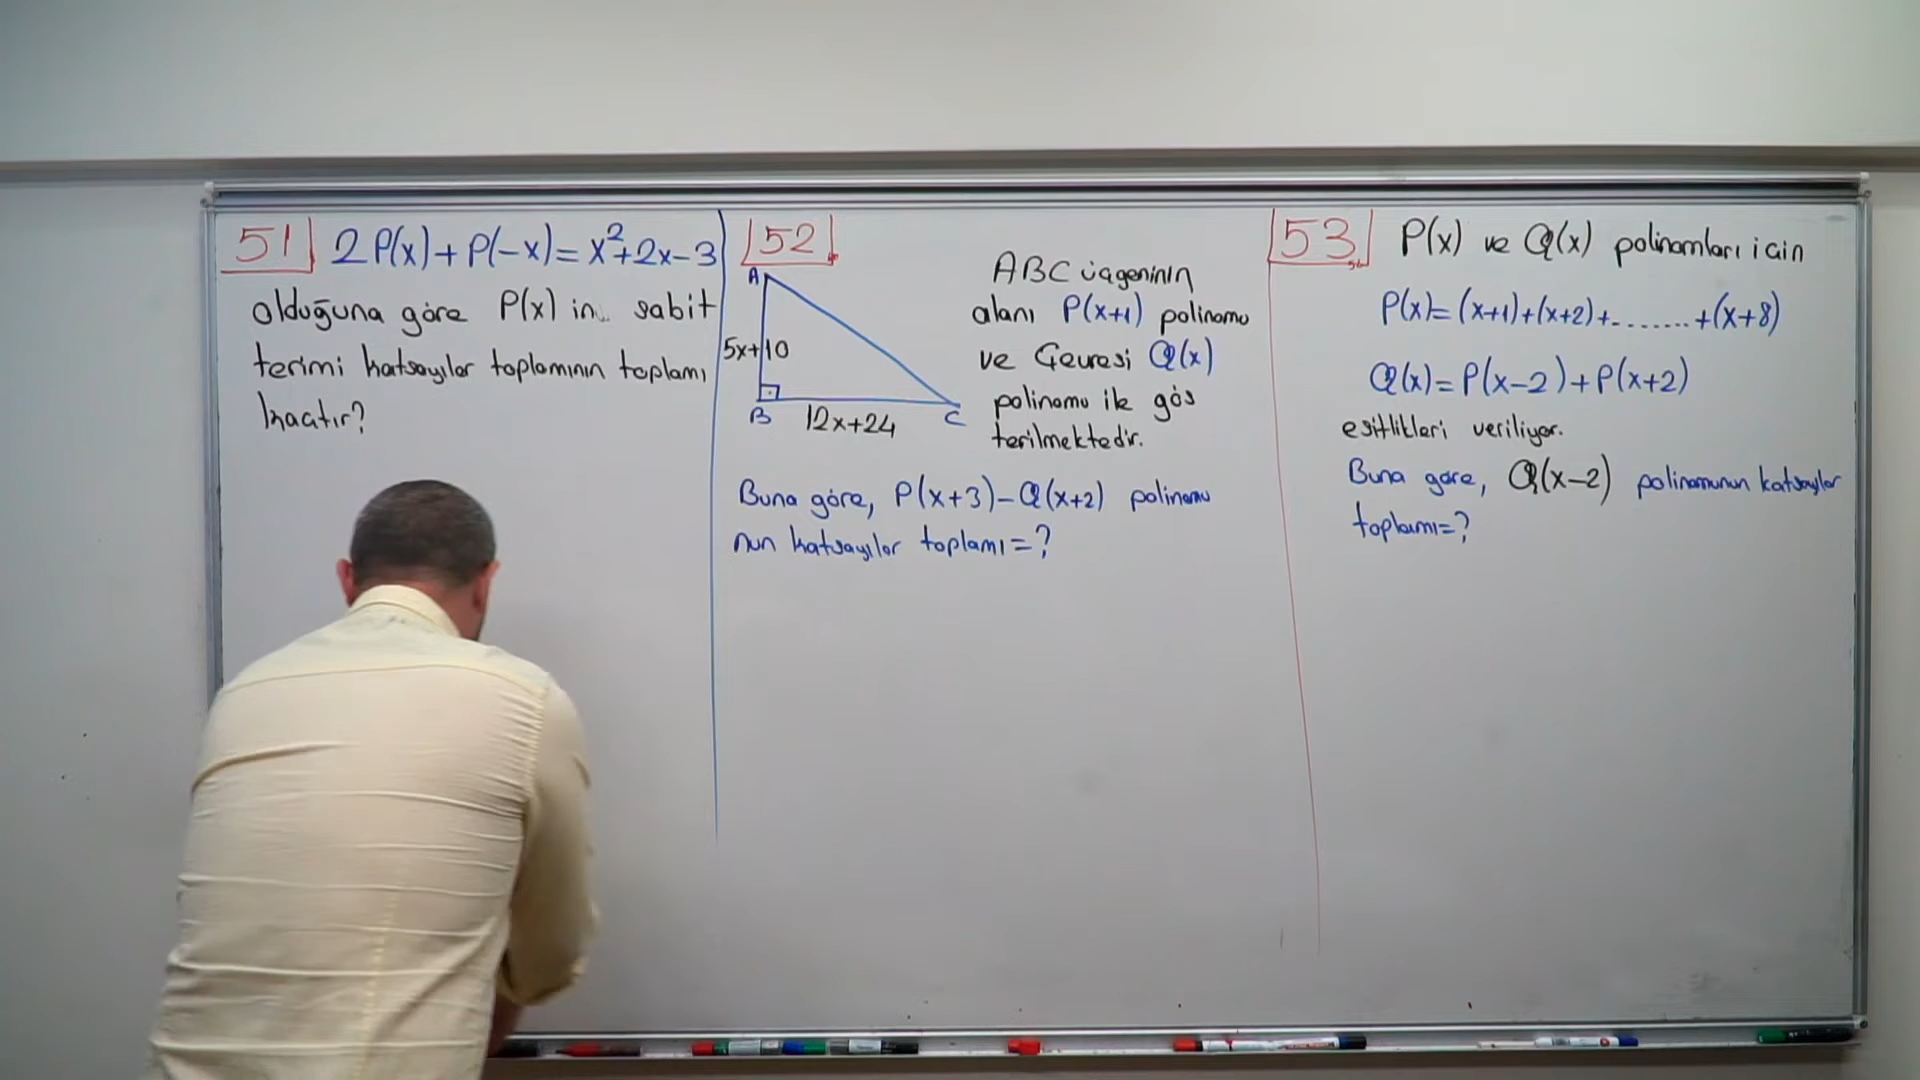 51 2P(x)+P(-x)=x²+2x-3
olduğuna göre P(x) in sabit
terimi katsayılar toplamının toplamı
kaçtır?
52
A
5x+10
B 12x+24 C
ABC üçgeninin
alanı P(x+1) polinomu
ve Çevresi Q(x)
polinomu ile gös
terilmektedir.
Buna göre, P(x+3)-Q(x+2) polinomu
nun katsayılar toplamı=?
53 P(x) ve Q(x) polinomları için
P(x)=(x+1)+(x+2)+........+(x+8)
Q(x)=P(x-2)+P(x+2)
eşitlikleri veriliyor.
Buna göre, Q(x-2) polinomunun katsayılar
toplamı=?